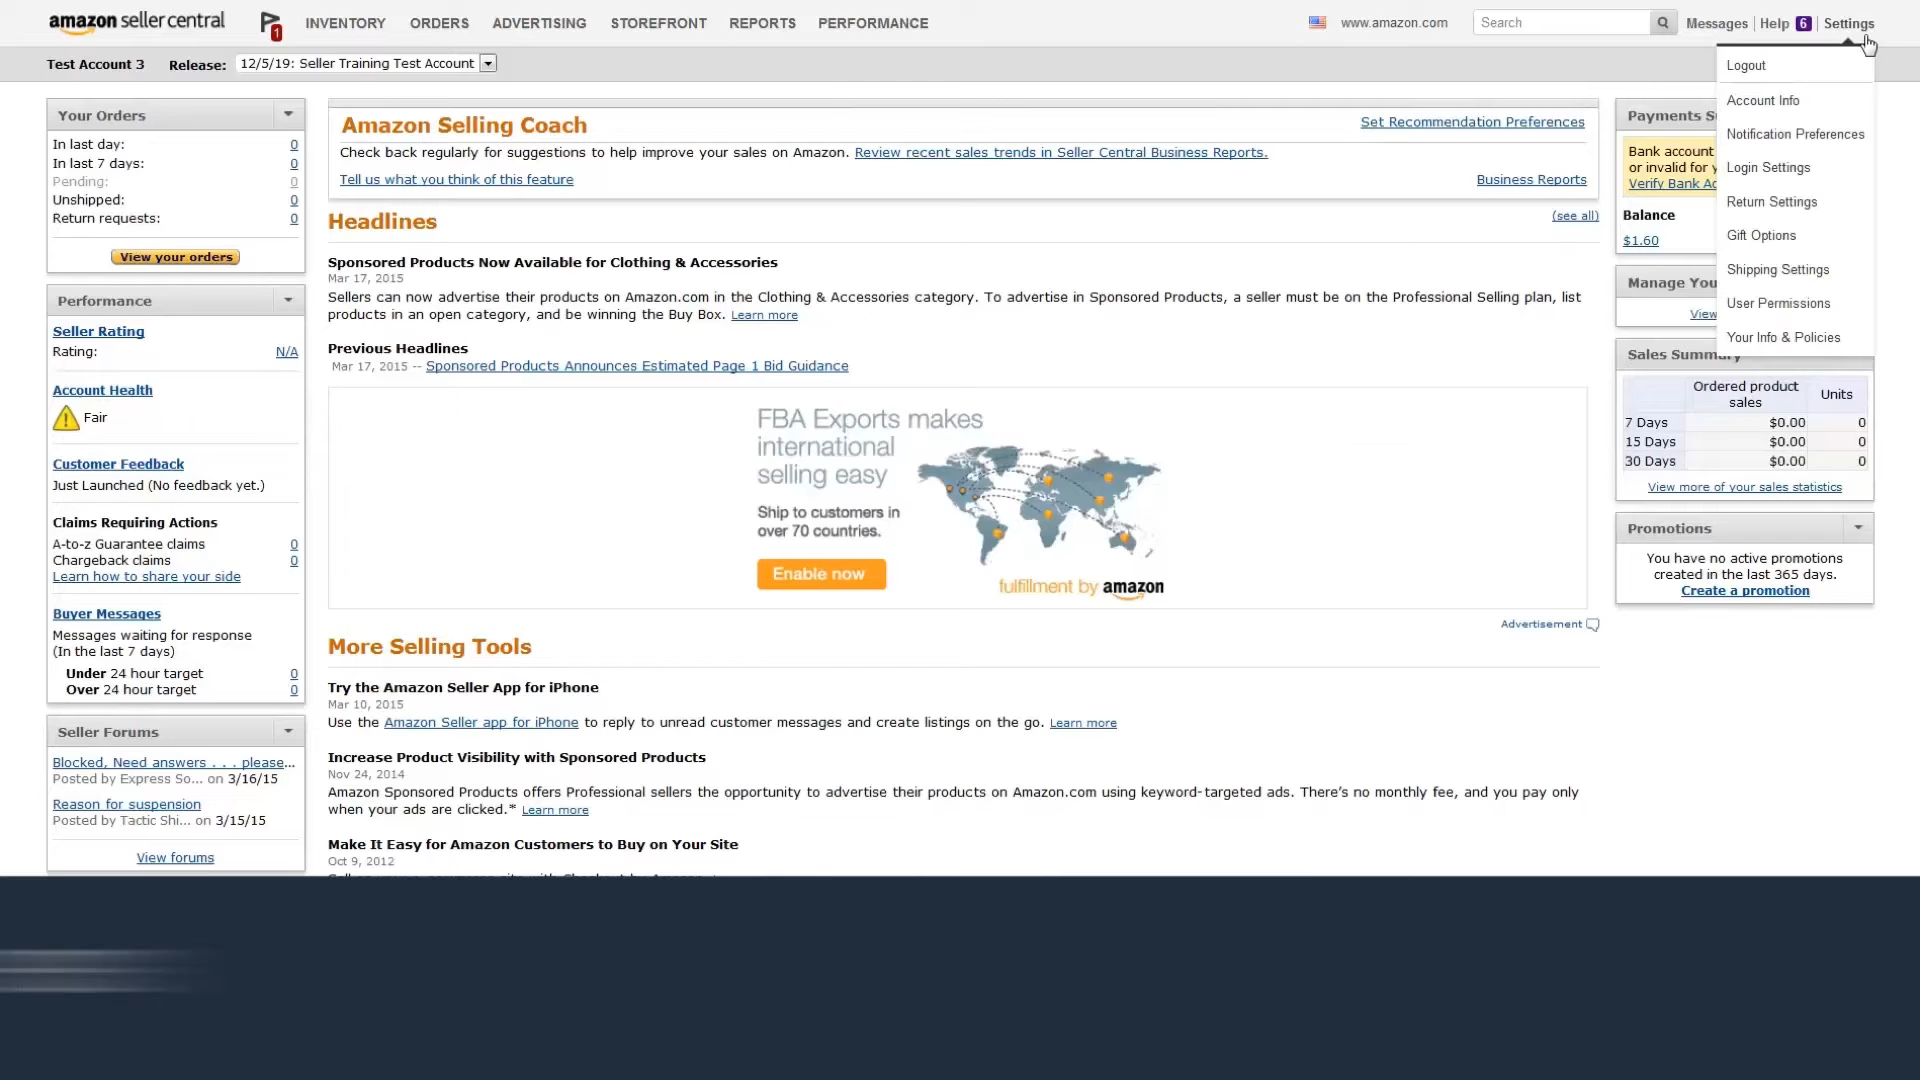 amazon seller central
1
INVENTORY
ORDERS
ADVERTISING
STOREFRONT
REPORTS
PERFORMANCE
www.amazon.com
Search
Messages
Help 6
Settings
Test Account 3
Release:
12/5/19: Seller Training Test Account
Logout
Account Info
Notification Preferences
Login Settings
Return Settings
Gift Options
Shipping Settings
User Permissions
Your Info & Policies
Your Orders
In last day: 0
In last 7 days: 0
Pending: 0
Unshipped: 0
Return requests: 0
View your orders
Performance
Seller Rating
Rating: N/A
Account Health
Fair
Customer Feedback
Just Launched (No feedback yet.)
Claims Requiring Actions
A-to-z Guarantee claims 0
Chargeback claims 0
Learn how to share your side
Buyer Messages
Messages waiting for response
(In the last 7 days)
Under 24 hour target 0
Over 24 hour target 0
Seller Forums
Blocked, Need answers . . . please...
Posted by Express So... on 3/16/15
Reason for suspension
Posted by Tactic Shi... on 3/15/15
View forums
Amazon Selling Coach
Set Recommendation Preferences
Check back regularly for suggestions to help improve your sales on Amazon. Review recent sales trends in Seller Central Business Reports.
Tell us what you think of this feature
Business Reports
Headlines
(see all)
Sponsored Products Now Available for Clothing & Accessories
Mar 17, 2015
Sellers can now advertise their products on Amazon.com in the Clothing & Accessories category. To advertise in Sponsored Products, a seller must be on the Professional Selling plan, list
products in an open category, and be winning the Buy Box. Learn more
Previous Headlines
Mar 17, 2015 -- Sponsored Products Announces Estimated Page 1 Bid Guidance
FBA Exports makes
international
selling easy
Ship to customers in
over 70 countries.
Enable now
fulfillment by amazon
Advertisement
More Selling Tools
Try the Amazon Seller App for iPhone
Mar 10, 2015
Use the Amazon Seller app for iPhone to reply to unread customer messages and create listings on the go. Learn more
Increase Product Visibility with Sponsored Products
Nov 24, 2014
Amazon Sponsored Products offers Professional sellers the opportunity to advertise their products on Amazon.com using keyword-targeted ads. There's no monthly fee, and you pay only
when your ads are clicked.* Learn more
Make It Easy for Amazon Customers to Buy on Your Site
Oct 9, 2012
Payments S
Bank account
or invalid for y
Verify Bank Ac
Balance
$1.60
Manage You
View
Sales Summary
Ordered product
sales
Units
7 Days $0.00 0
15 Days $0.00 0
30 Days $0.00 0
View more of your sales statistics
Promotions
You have no active promotions
created in the last 365 days.
Create a promotion